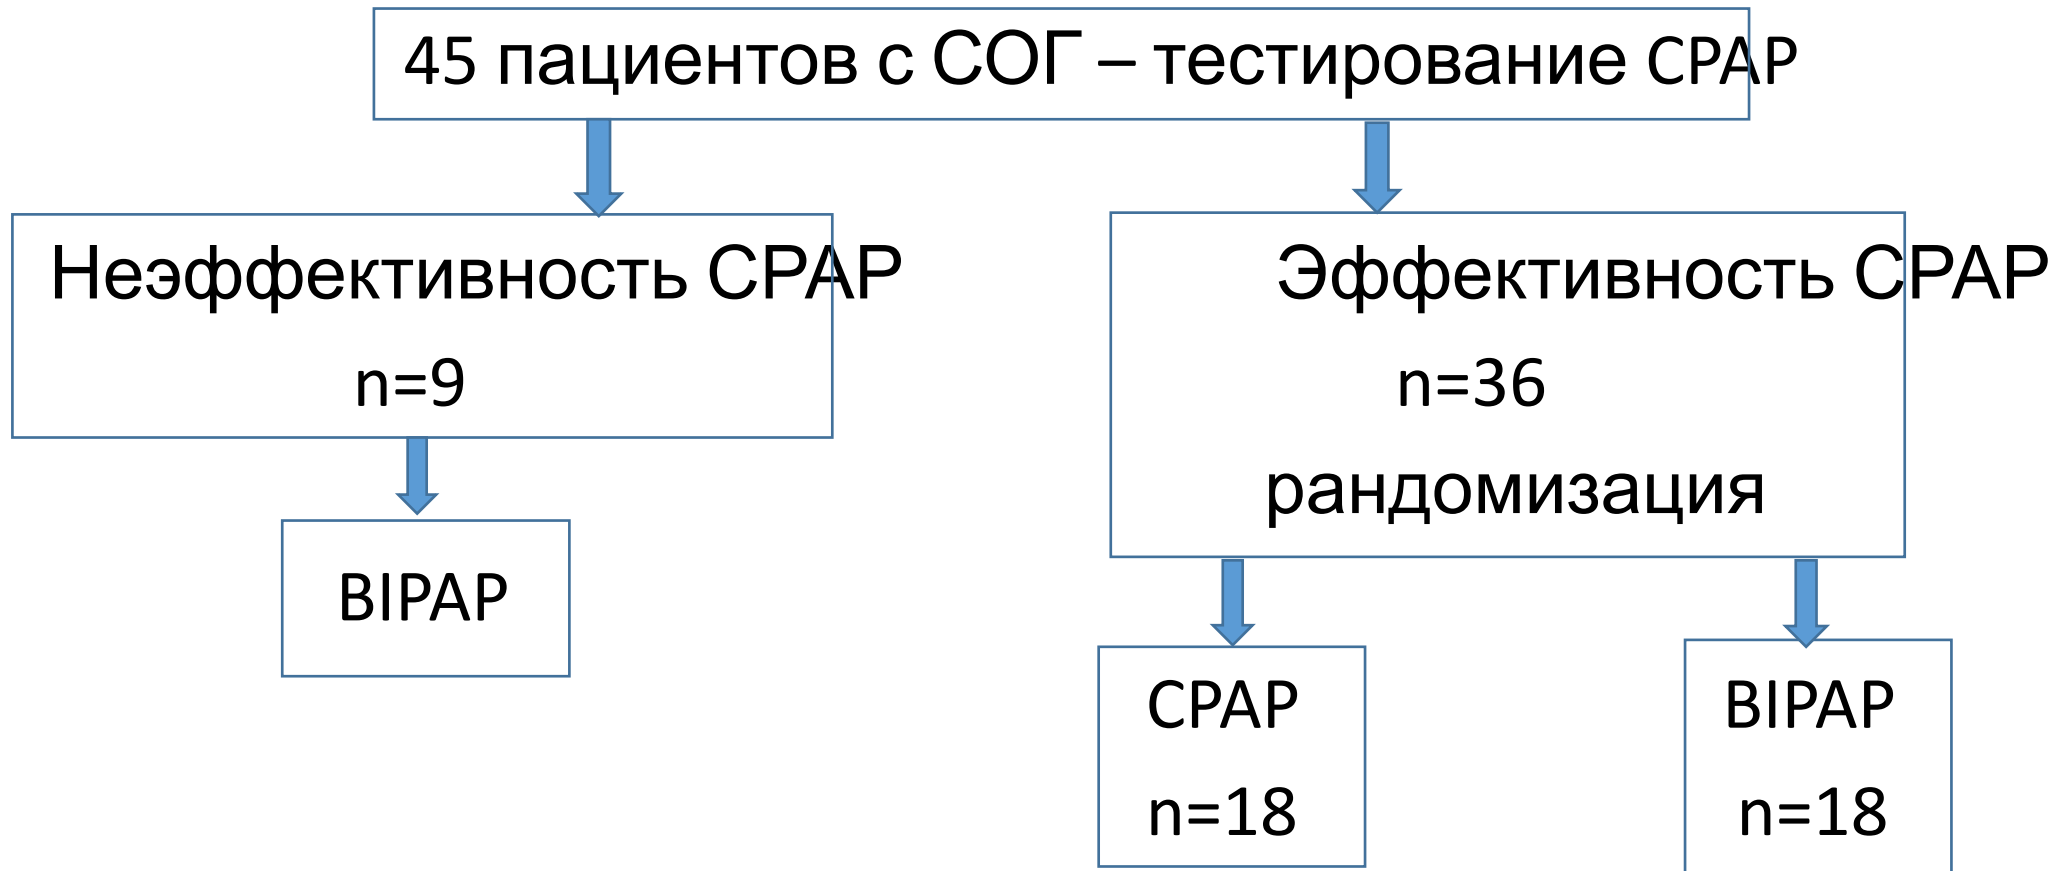 45 пациентов с СОГ – тестирование CPAP
Неэффективность CPAP
n=9
BIPAP
Эффективность CPAP
n=36
рандомизация
CPAP
n=18
BIPAP
n=18